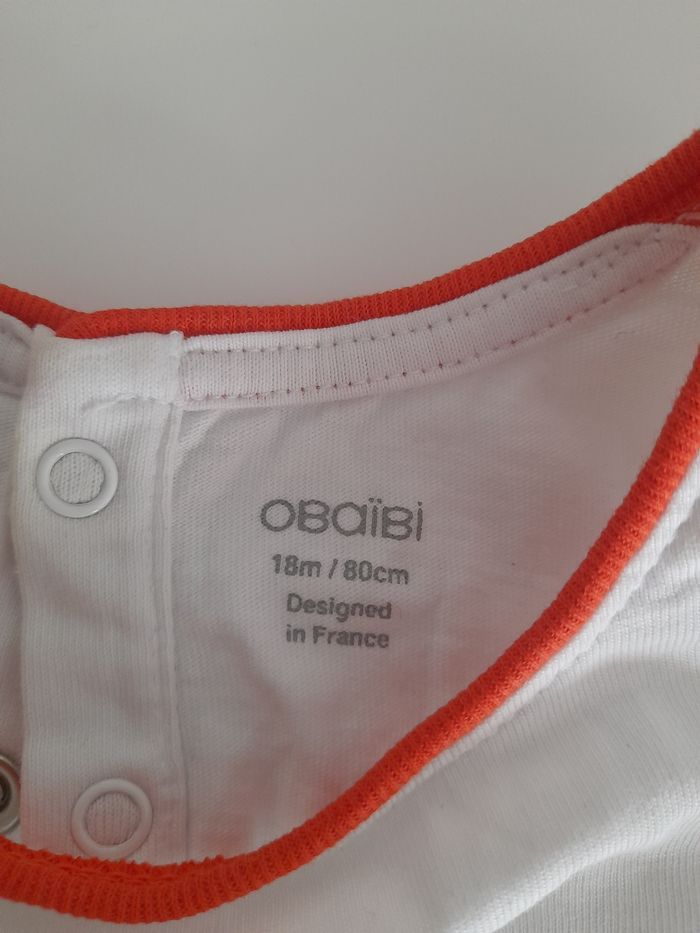 OBaïBi
18m / 80cm
Designed
in France